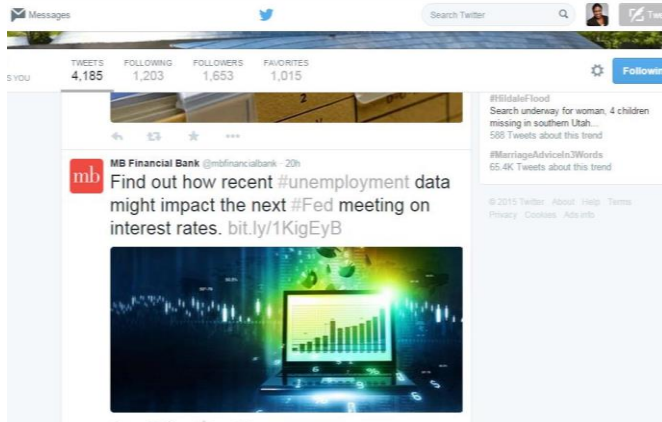 Messages
Search Twitter
TWEETS FOLLOWING FOLLOWERS FAVORITES
4,185 1,203 1,653 1,015
S YOU
Followin
2
#HildaleFlood
Search underway for woman, 4 children
missing in southern Utah...
588 Tweets about this trend
#MarriageAdviceIn3Words
65.4K Tweets about this trend
© 2015 Twitter About Help Terms
Privacy Cookies Ads info
MB Financial Bank @mbfinancialbank · 20h
mb
Find out how recent #unemployment data
might impact the next #Fed meeting on
interest rates. bit.ly/1KigEyB